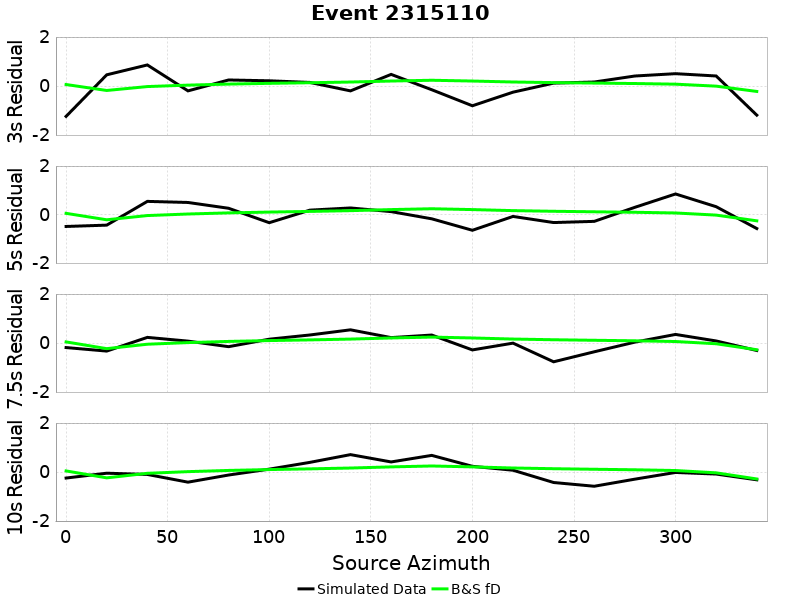 Event 2315110
3s Residual
2
0
-2
5s Residual
2
0
-2
7.5s Residual
2
0
-2
10s Residual
2
0
-2
0 50 100 150 200 250 300
Source Azimuth
Simulated Data B&S fD